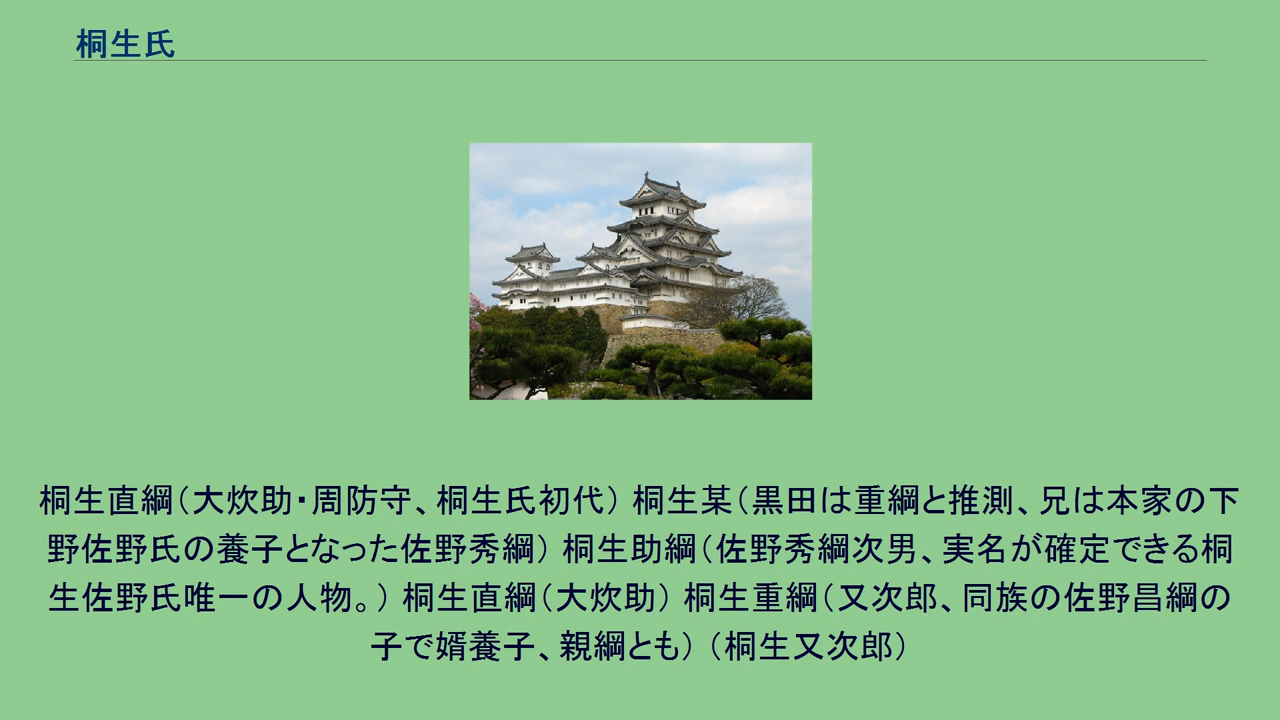 桐生氏
桐生直綱（大炊助・周防守、桐生氏初代） 桐生某（黒田は重綱と推測、兄は本家の下
野佐野氏の養子となった佐野秀綱） 桐生助綱（佐野秀綱次男、実名が確定できる桐
生佐野氏唯一の人物。） 桐生直綱（大炊助） 桐生重綱（又次郎、同族の佐野昌綱の
子で婿養子、親綱とも） （桐生又次郎）